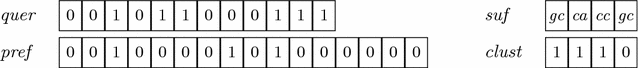 quer 0 0 1 0 1 1 0 0 0 1 1 1 suf gc ca cc gc
pref 0 0 1 0 0 0 0 1 0 1 0 0 0 0 0 0 clust 1 1 1 0